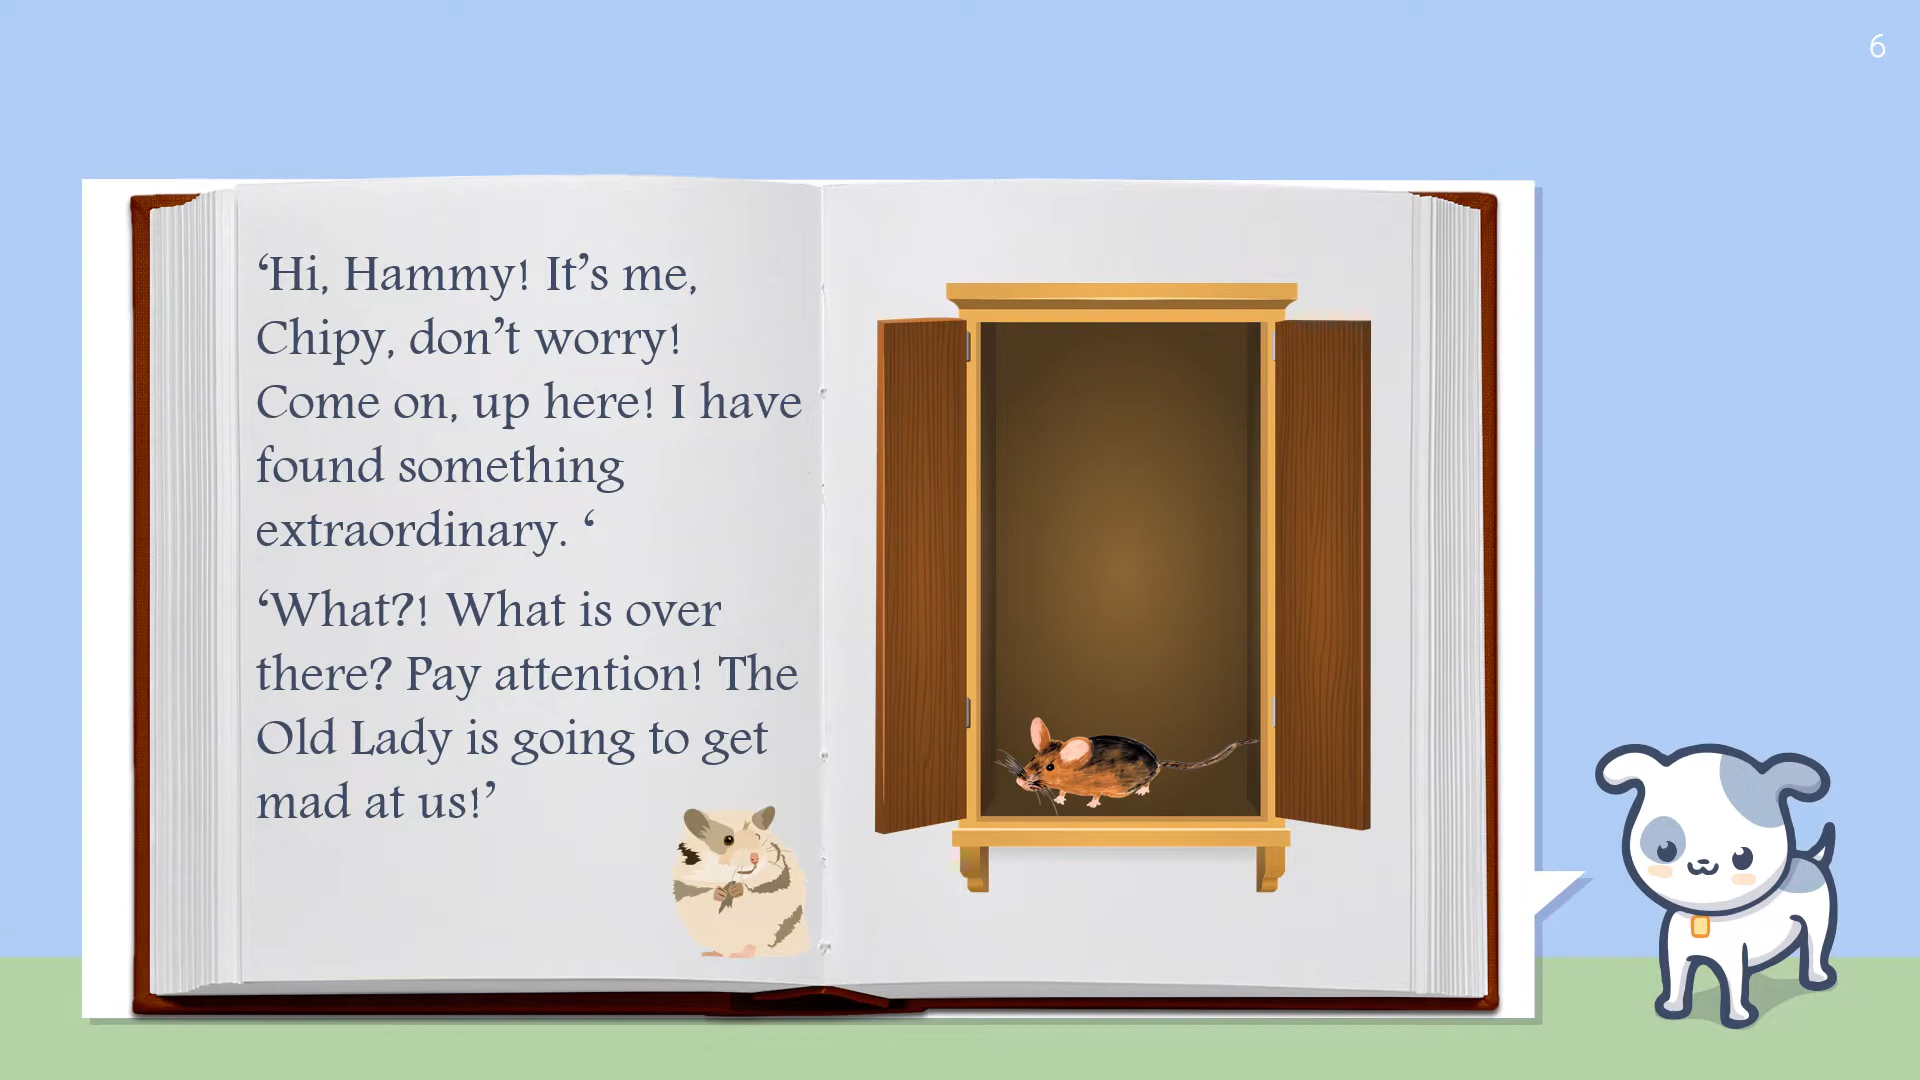 6
‘Hi, Hammy! It’s me,
Chipy, don’t worry!
Come on, up here! I have
found something
extraordinary. ‘
‘What?! What is over
there? Pay attention! The
Old Lady is going to get
mad at us!’